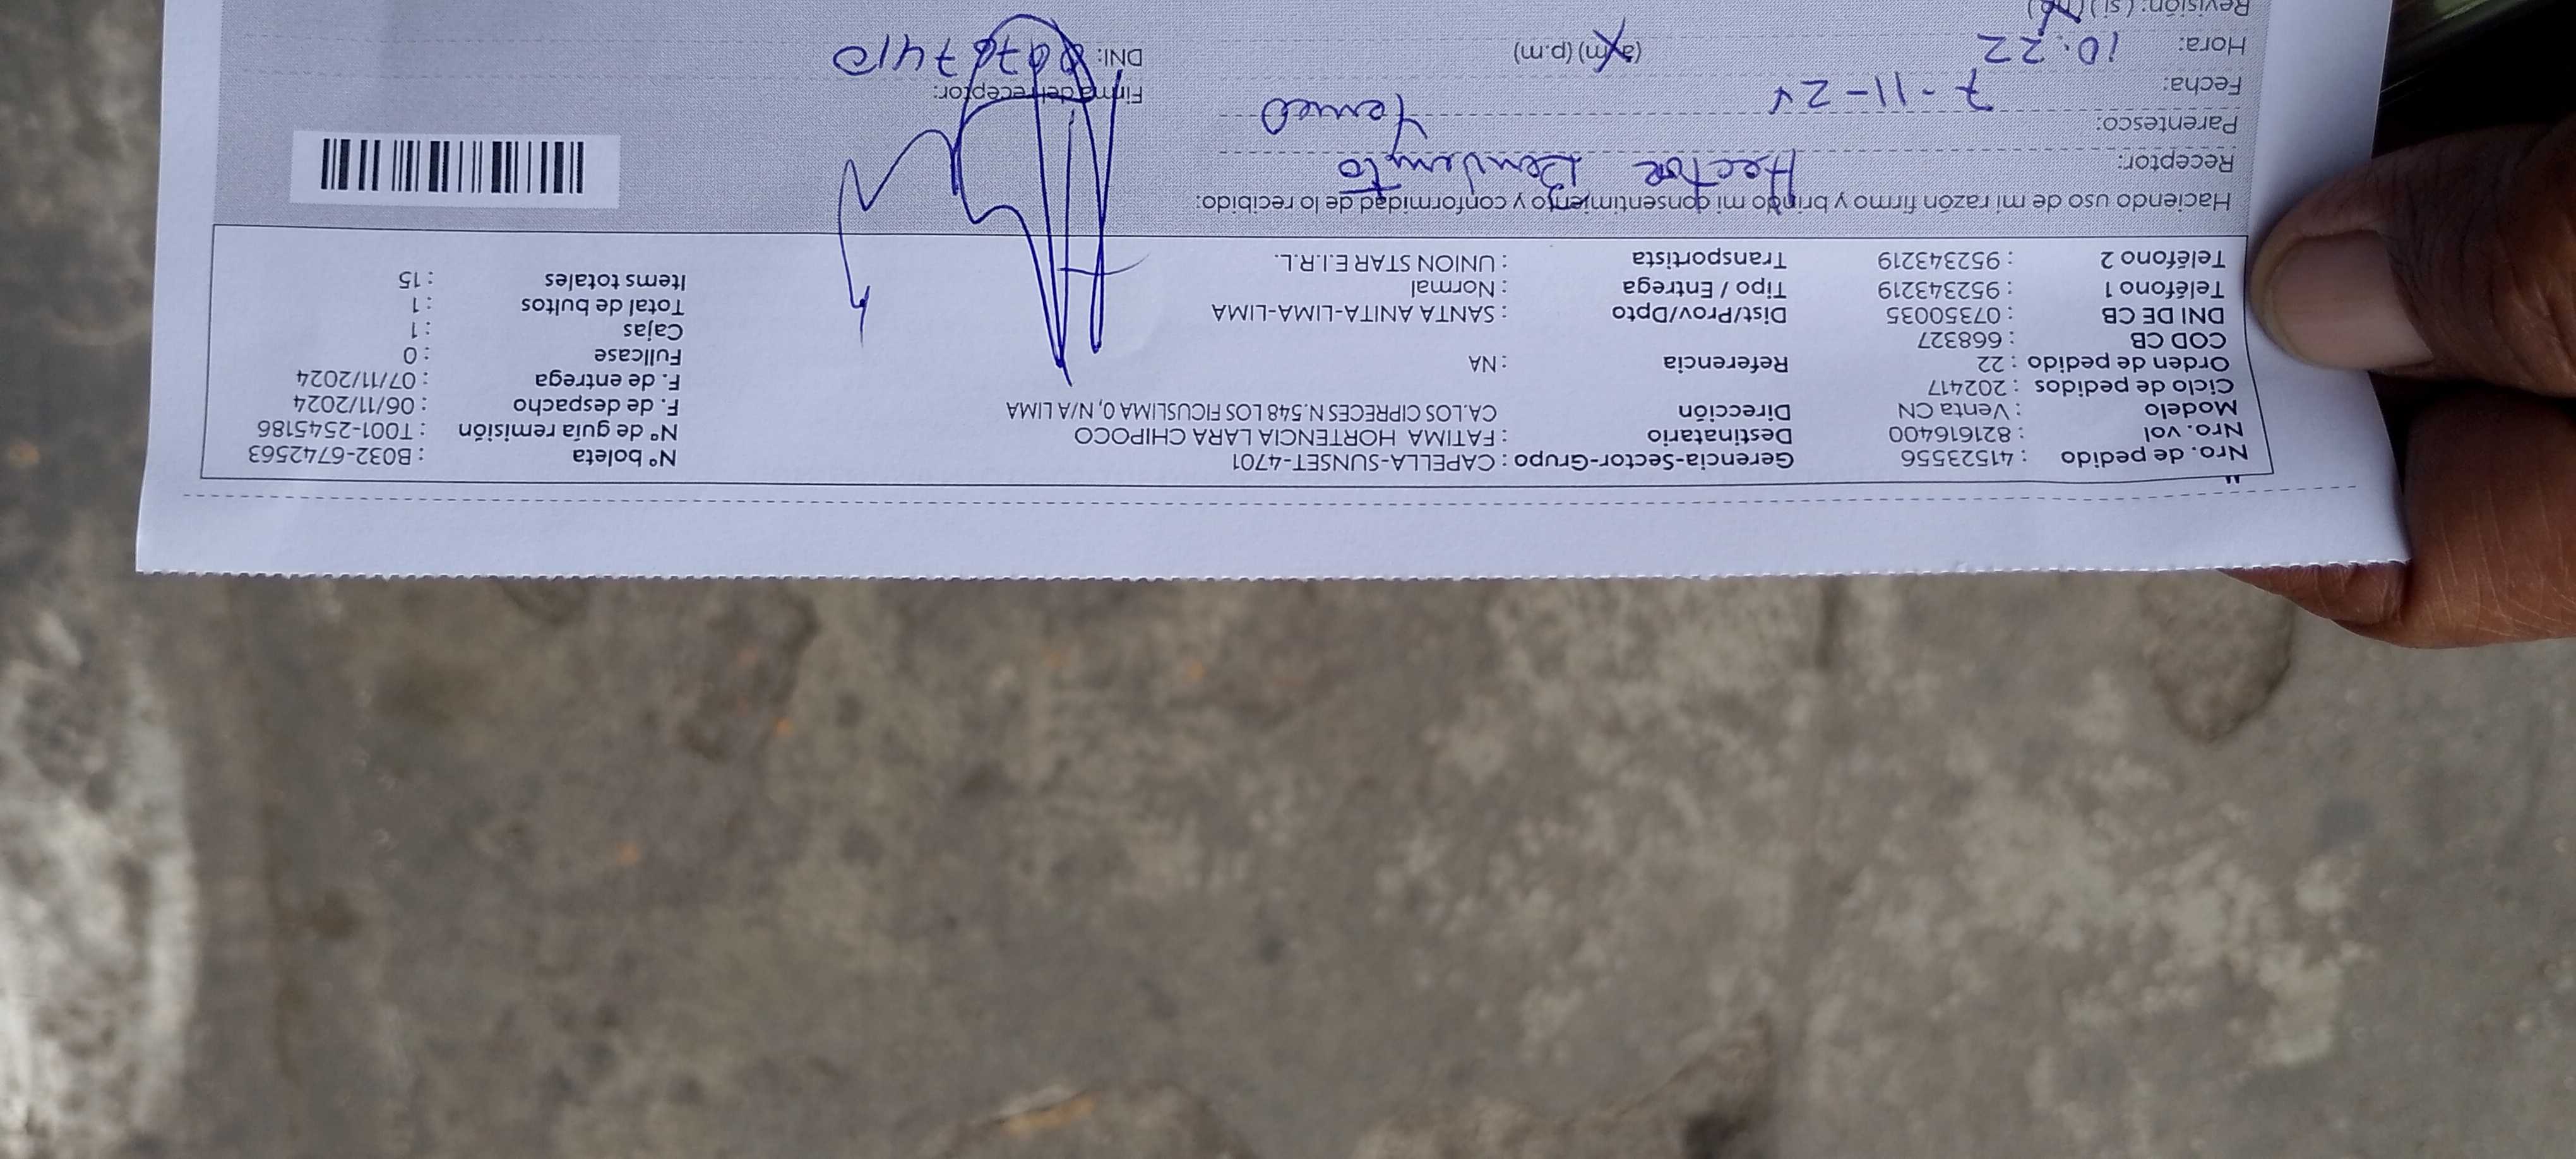 Nro. de pedido : 41523556 Gerencia-Sector-Grupo : CAPELLA-SUNSET-4701 Nº boleta : B032-6742563
Nro. vol : 821616400 Destinatario : FATIMA HORTENCIA LARA CHIPOCO Nº de guía remisión : T001-2545186
Modelo : Venta CN Dirección CA.LOS CIPRECES N.548 LOS FICUSLIMA 0, N/A LIMA F. de despacho : 06/11/2024
Ciclo de pedidos : 202417 F. de entrega : 07/11/2024
Orden de pedido : 22 Referencia : NA Fullcase : 0
COD CB : 668327 Cajas : 1
DNI DE CB : 07350035 Dist/Prov/Dpto : SANTA ANITA-LIMA-LIMA Total de bultos : 1
Teléfono 1 : 952343219 Tipo / Entrega : Normal Items totales : 15
Teléfono 2 : 952343219 Transportista : UNION STAR E.I.R.L.
Haciendo uso de mi razón firmo y brindo mi consentimiento y conformidad de lo recibido:
Receptor: Hector
Parentesco:
Fecha: 7-11-24 Firma del receptor:
Hora: 10:22 (a.m) (p.m) DNI:
Revisión: (si) (no)